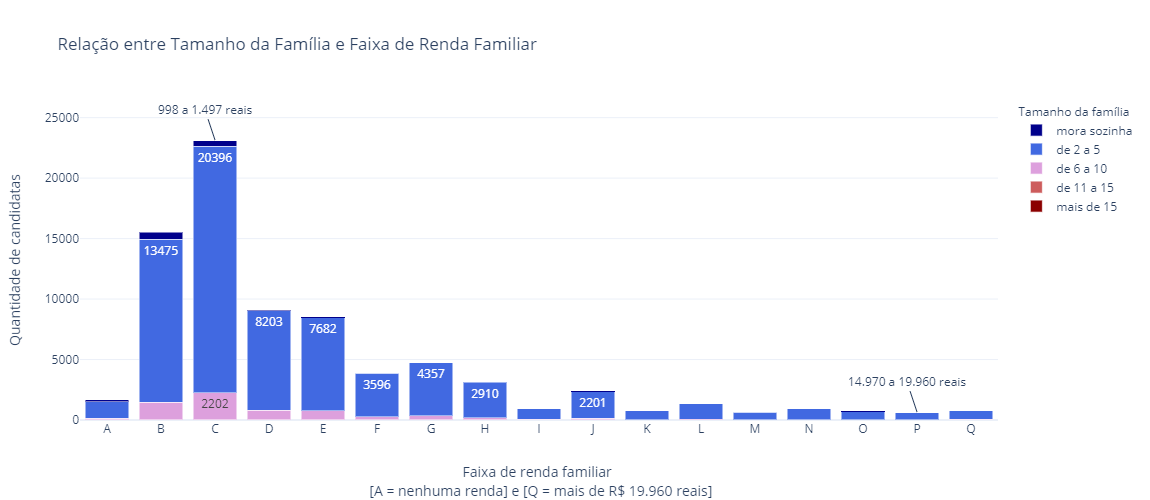 Relação entre Tamanho da Família e Faixa de Renda Familiar
998 a 1.497 reais
Tamanho da família
mora sozinha
de 2 a 5
de 6 a 10
de 11 a 15
mais de 15
Quantidade de candidatas
25000
20000
15000
10000
5000
0
20396
13475
8203
7682
3596
4357
2910
2201
2202
14.970 a 19.960 reais
A B C D E F G H I J K L M N O P Q
Faixa de renda familiar
[A = nenhuma renda] e [Q = mais de R$ 19.960 reais]